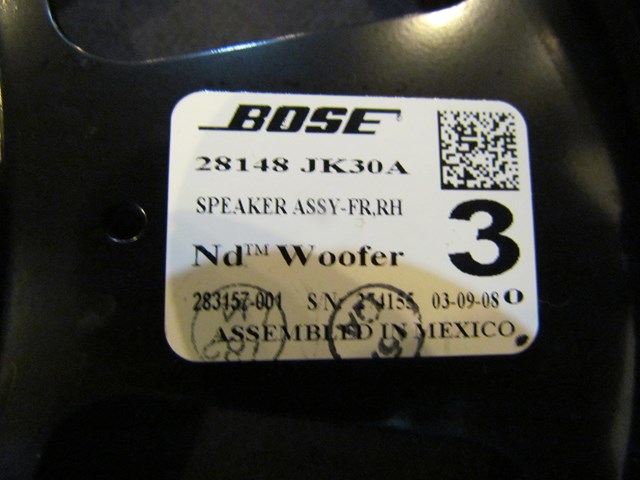 BOSE
28148 JK30A
SPEAKER ASSY-FR,RH
3
Nd™ Woofer
283157-001 S/N: 03-09-08 O
ASSEMBLED IN MEXICO